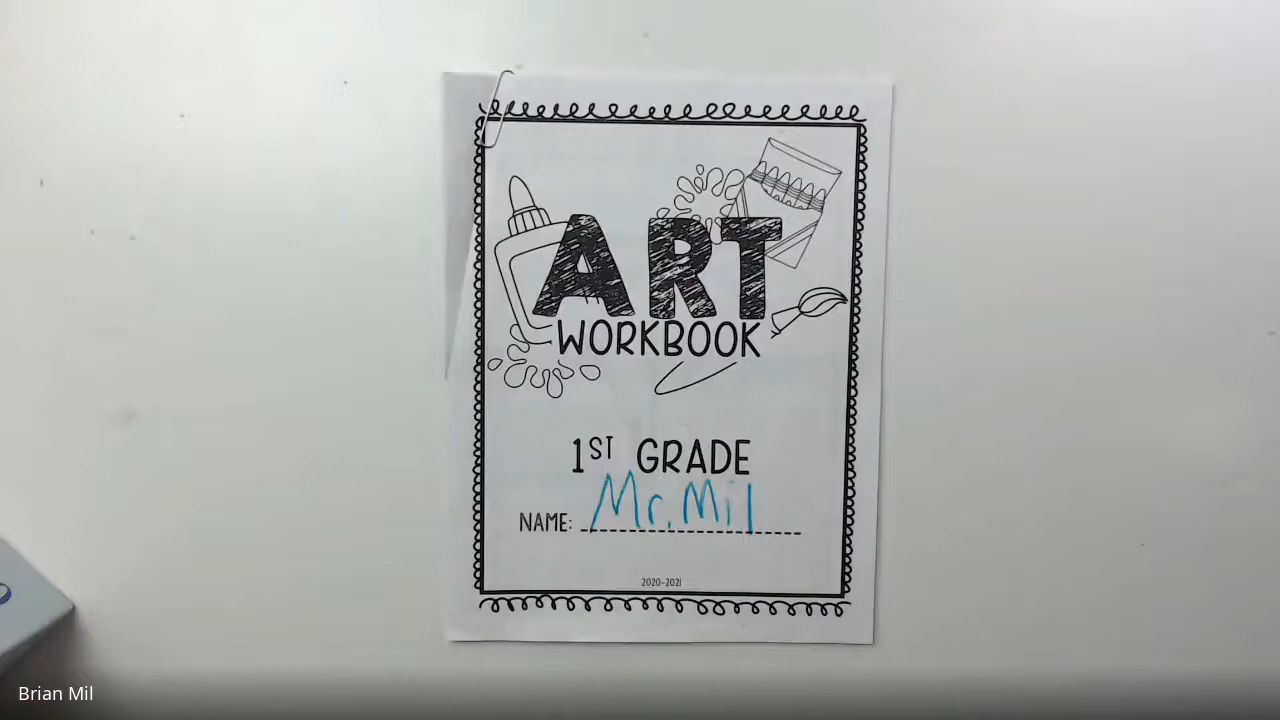 ART
WORKBOOK
1ST GRADE
NAME: Mr. Mil
2020-2021
Brian Mil